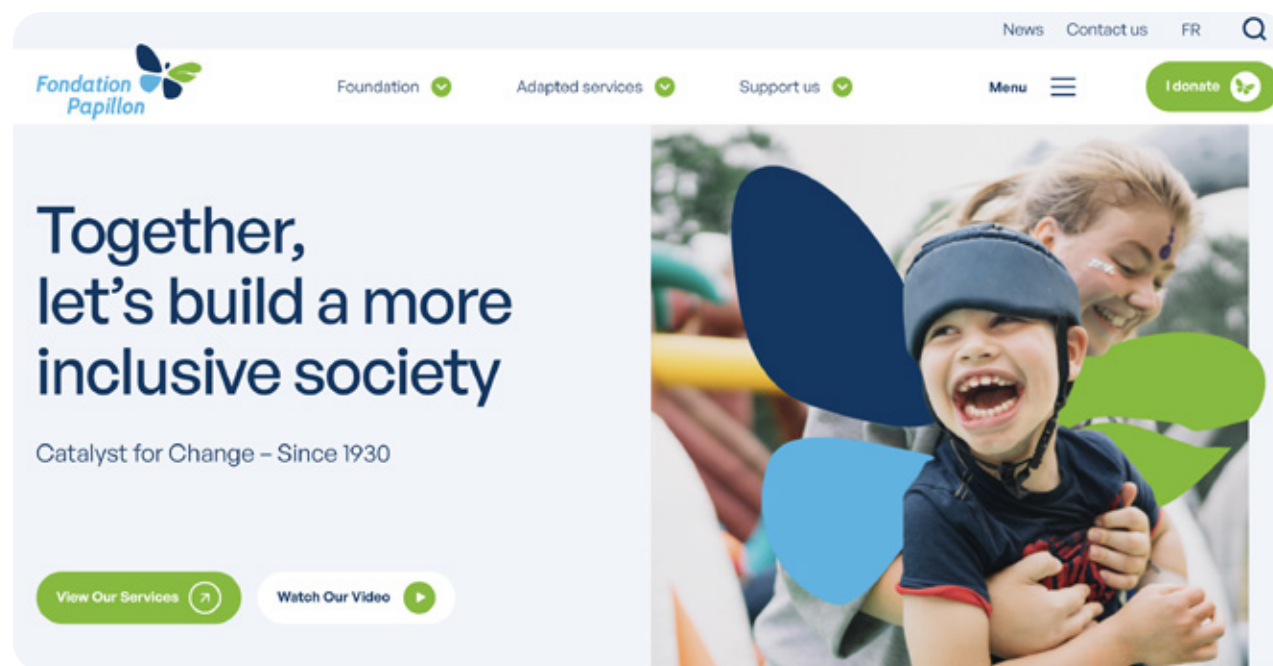 News Contact us FR
Fondation
Papillon
Foundation Adapted services Support us Menu I donate
Together,
let's build a more
inclusive society
Catalyst for Change – Since 1930
View Our Services Watch Our Video